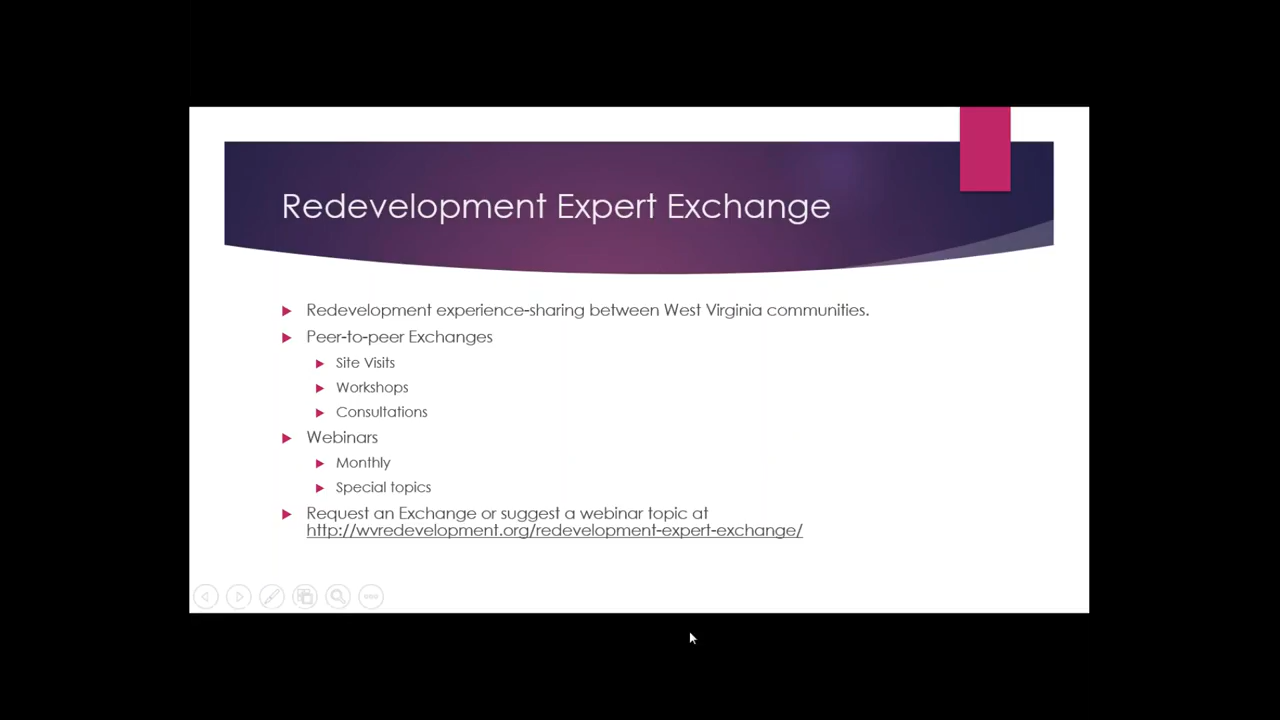 Redevelopment Expert Exchange
Redevelopment experience-sharing between West Virginia communities.
Peer-to-peer Exchanges
Site Visits
Workshops
Consultations
Webinars
Monthly
Special topics
Request an Exchange or suggest a webinar topic at
http://wvredevelopment.org/redevelopment-expert-exchange/